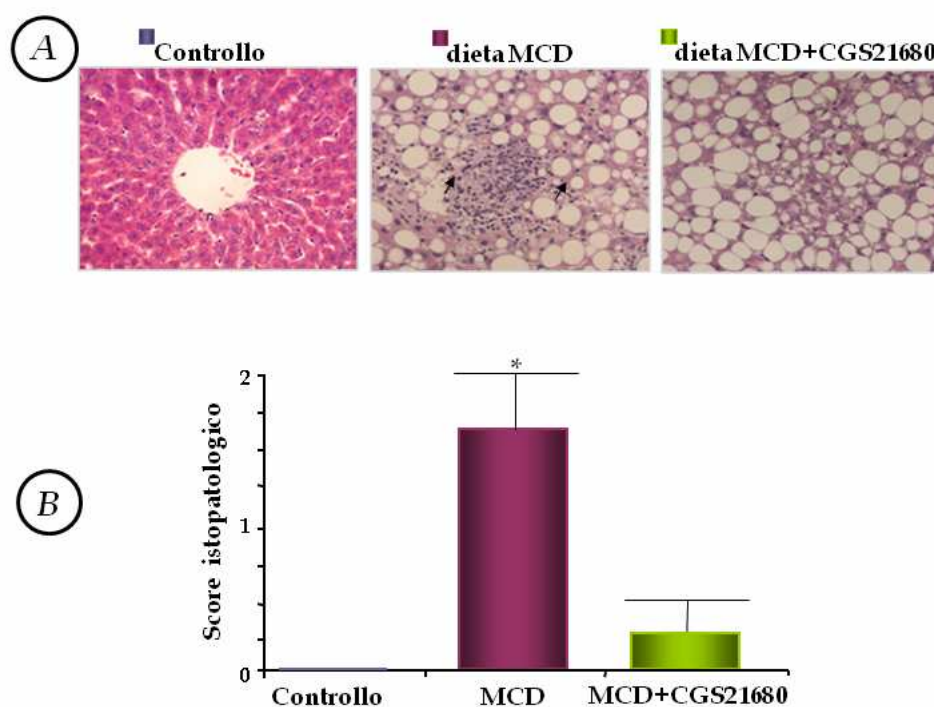 A
Controllo
dieta MCD
dieta MCD+CGS21680
B
Score istopatologico
2
*
1
0
Controllo
MCD
MCD+CGS21680